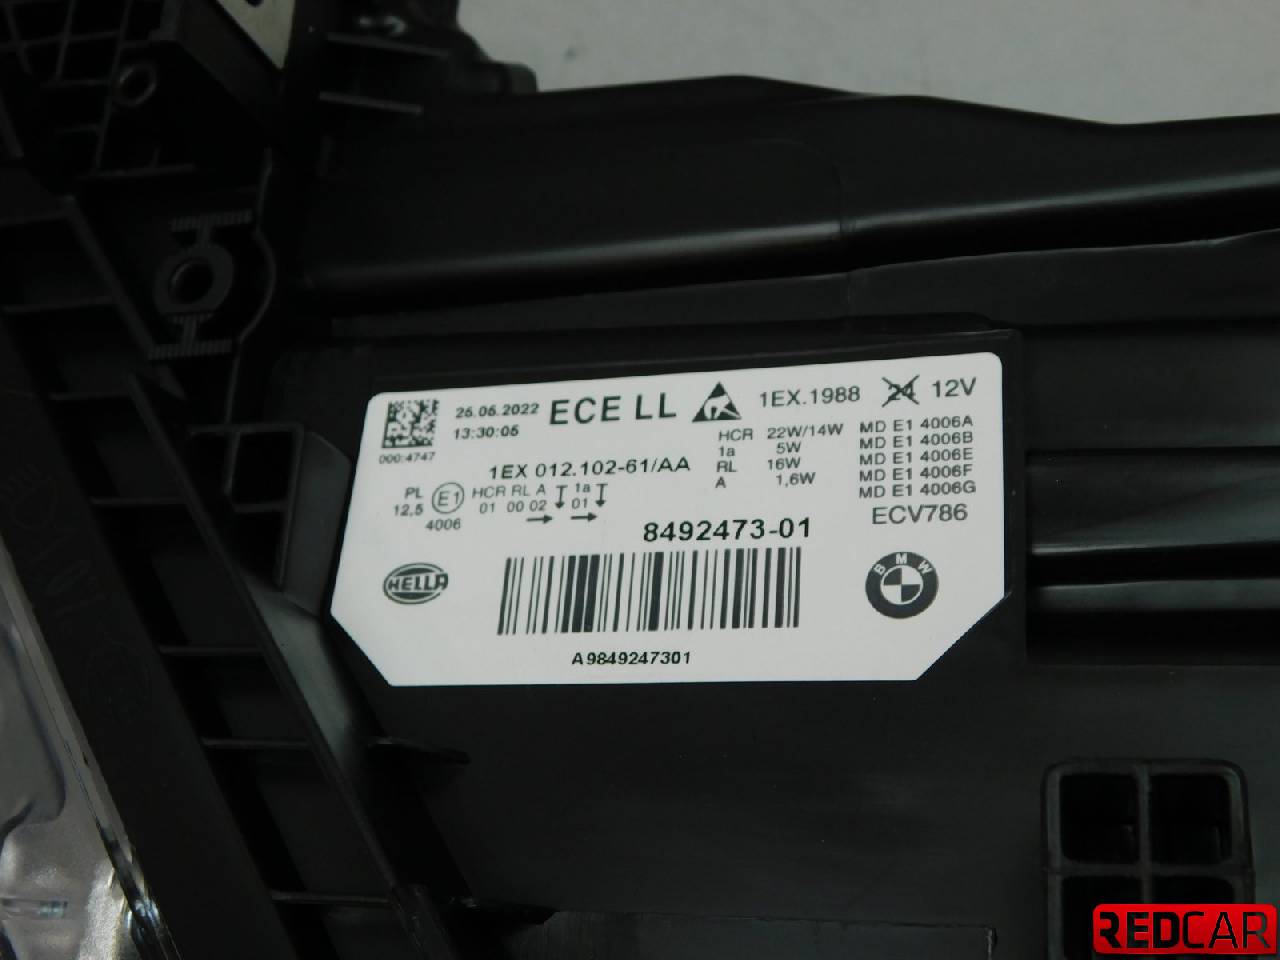 26.06.2022 ECE LL 1EX.1988 24 12V
13:30:05
000:4747
HCR 22W/14W
1a 5W
RL 16W
A 1,6W
MD E1 4006A
MD E1 4006B
MD E1 4006E
MD E1 4006F
MD E1 4006G
ECV786
1EX 012.102-61/AA
PL
12,5
E1
4006
HCR RL A 1a
01 00 02 01
8492473-01
HELLA
BMW
A9849247301
REDCAR